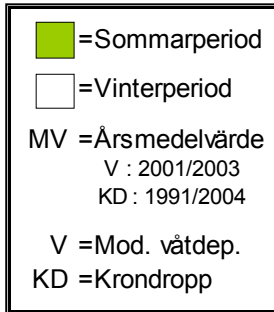 =Sommarperiod
=Vinterperiod
MV =Årsmedelvärde
V : 2001/2003
KD : 1991/2004
V =Mod. våtdep.
KD =Krondropp